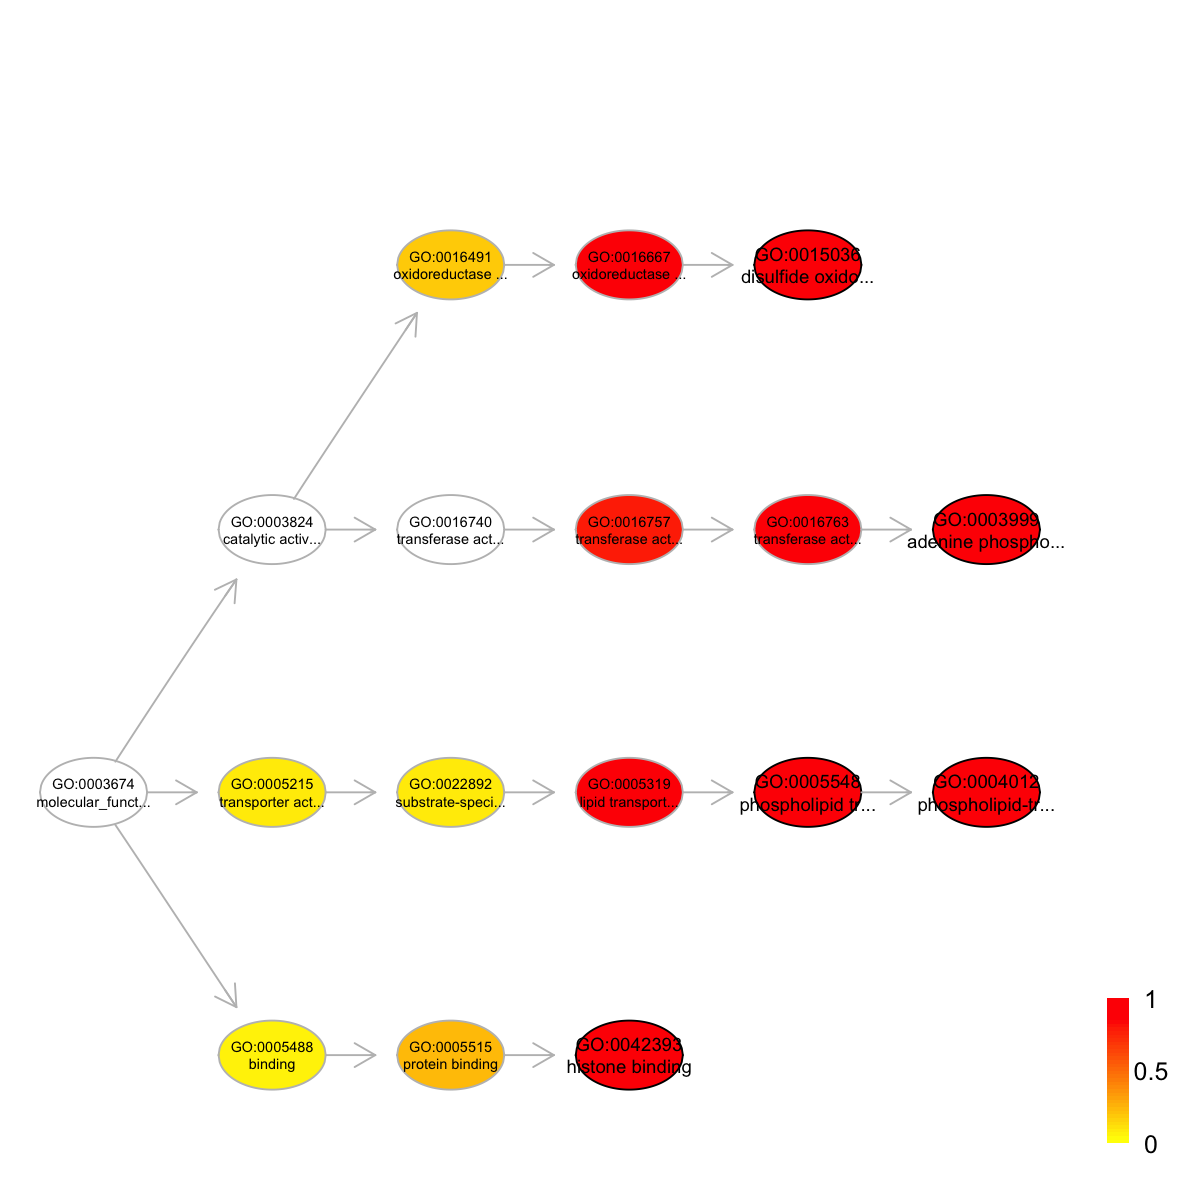 GO:0016491
oxidoreductase ...
GO:0016667
oxidoreductase ...
GO:0015036
disulfide oxido...
GO:0003824
catalytic activ...
GO:0016740
transferase act...
GO:0016757
transferase act...
GO:0016763
transferase act...
GO:0003999
adenine phospho...
GO:0003674
molecular_funct...
GO:0005215
transporter act...
GO:0022892
substrate-speci...
GO:0005319
lipid transport...
GO:0005548
phospholipid tr...
GO:0004012
phospholipid-tr...
GO:0005488
binding
GO:0005515
protein binding
GO:0042393
histone binding
1
0.5
0